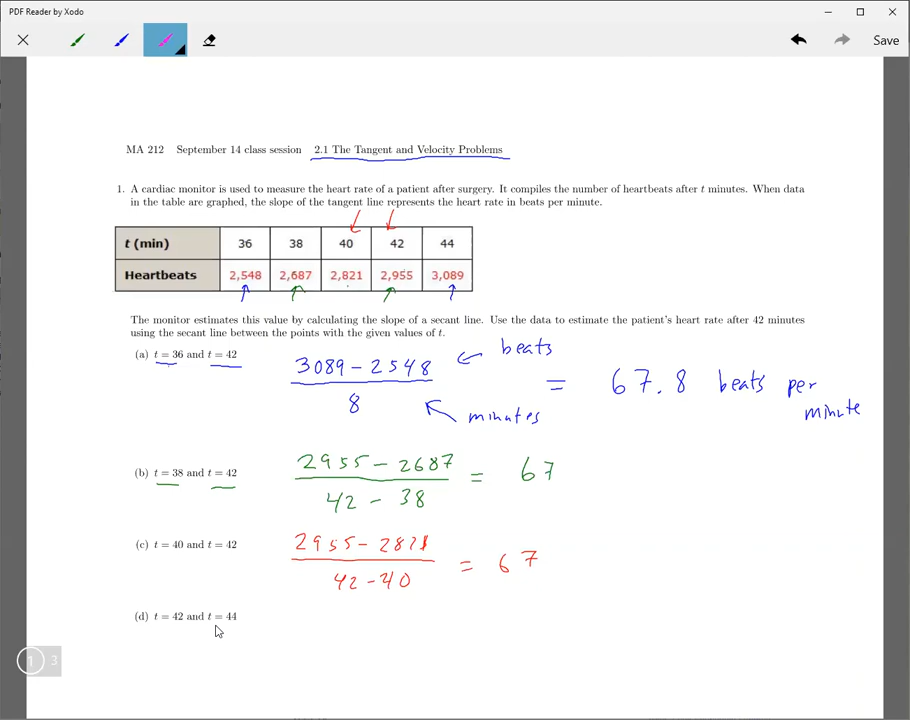 PDF Reader by Xodo
Save
MA 212 September 14 class session 2.1 The Tangent and Velocity Problems
1. A cardiac monitor is used to measure the heart rate of a patient after surgery. It compiles the number of heartbeats after t minutes. When data
in the table are graphed, the slope of the tangent line represents the heart rate in beats per minute.
t (min) 36 38 40 42 44
Heartbeats 2,548 2,687 2,821 2,955 3,089
The monitor estimates this value by calculating the slope of a secant line. Use the data to estimate the patient's heart rate after 42 minutes
using the secant line between the points with the given values of t.
(a) t = 36 and t = 42
3089 - 2548
beats
8
minutes
= 67.8 beats per
minute
(b) t = 38 and t = 42
2955 - 2687
42 - 38
= 67
(c) t = 40 and t = 42
2955 - 2821
42 - 40
= 67
(d) t = 42 and t = 44
1 3